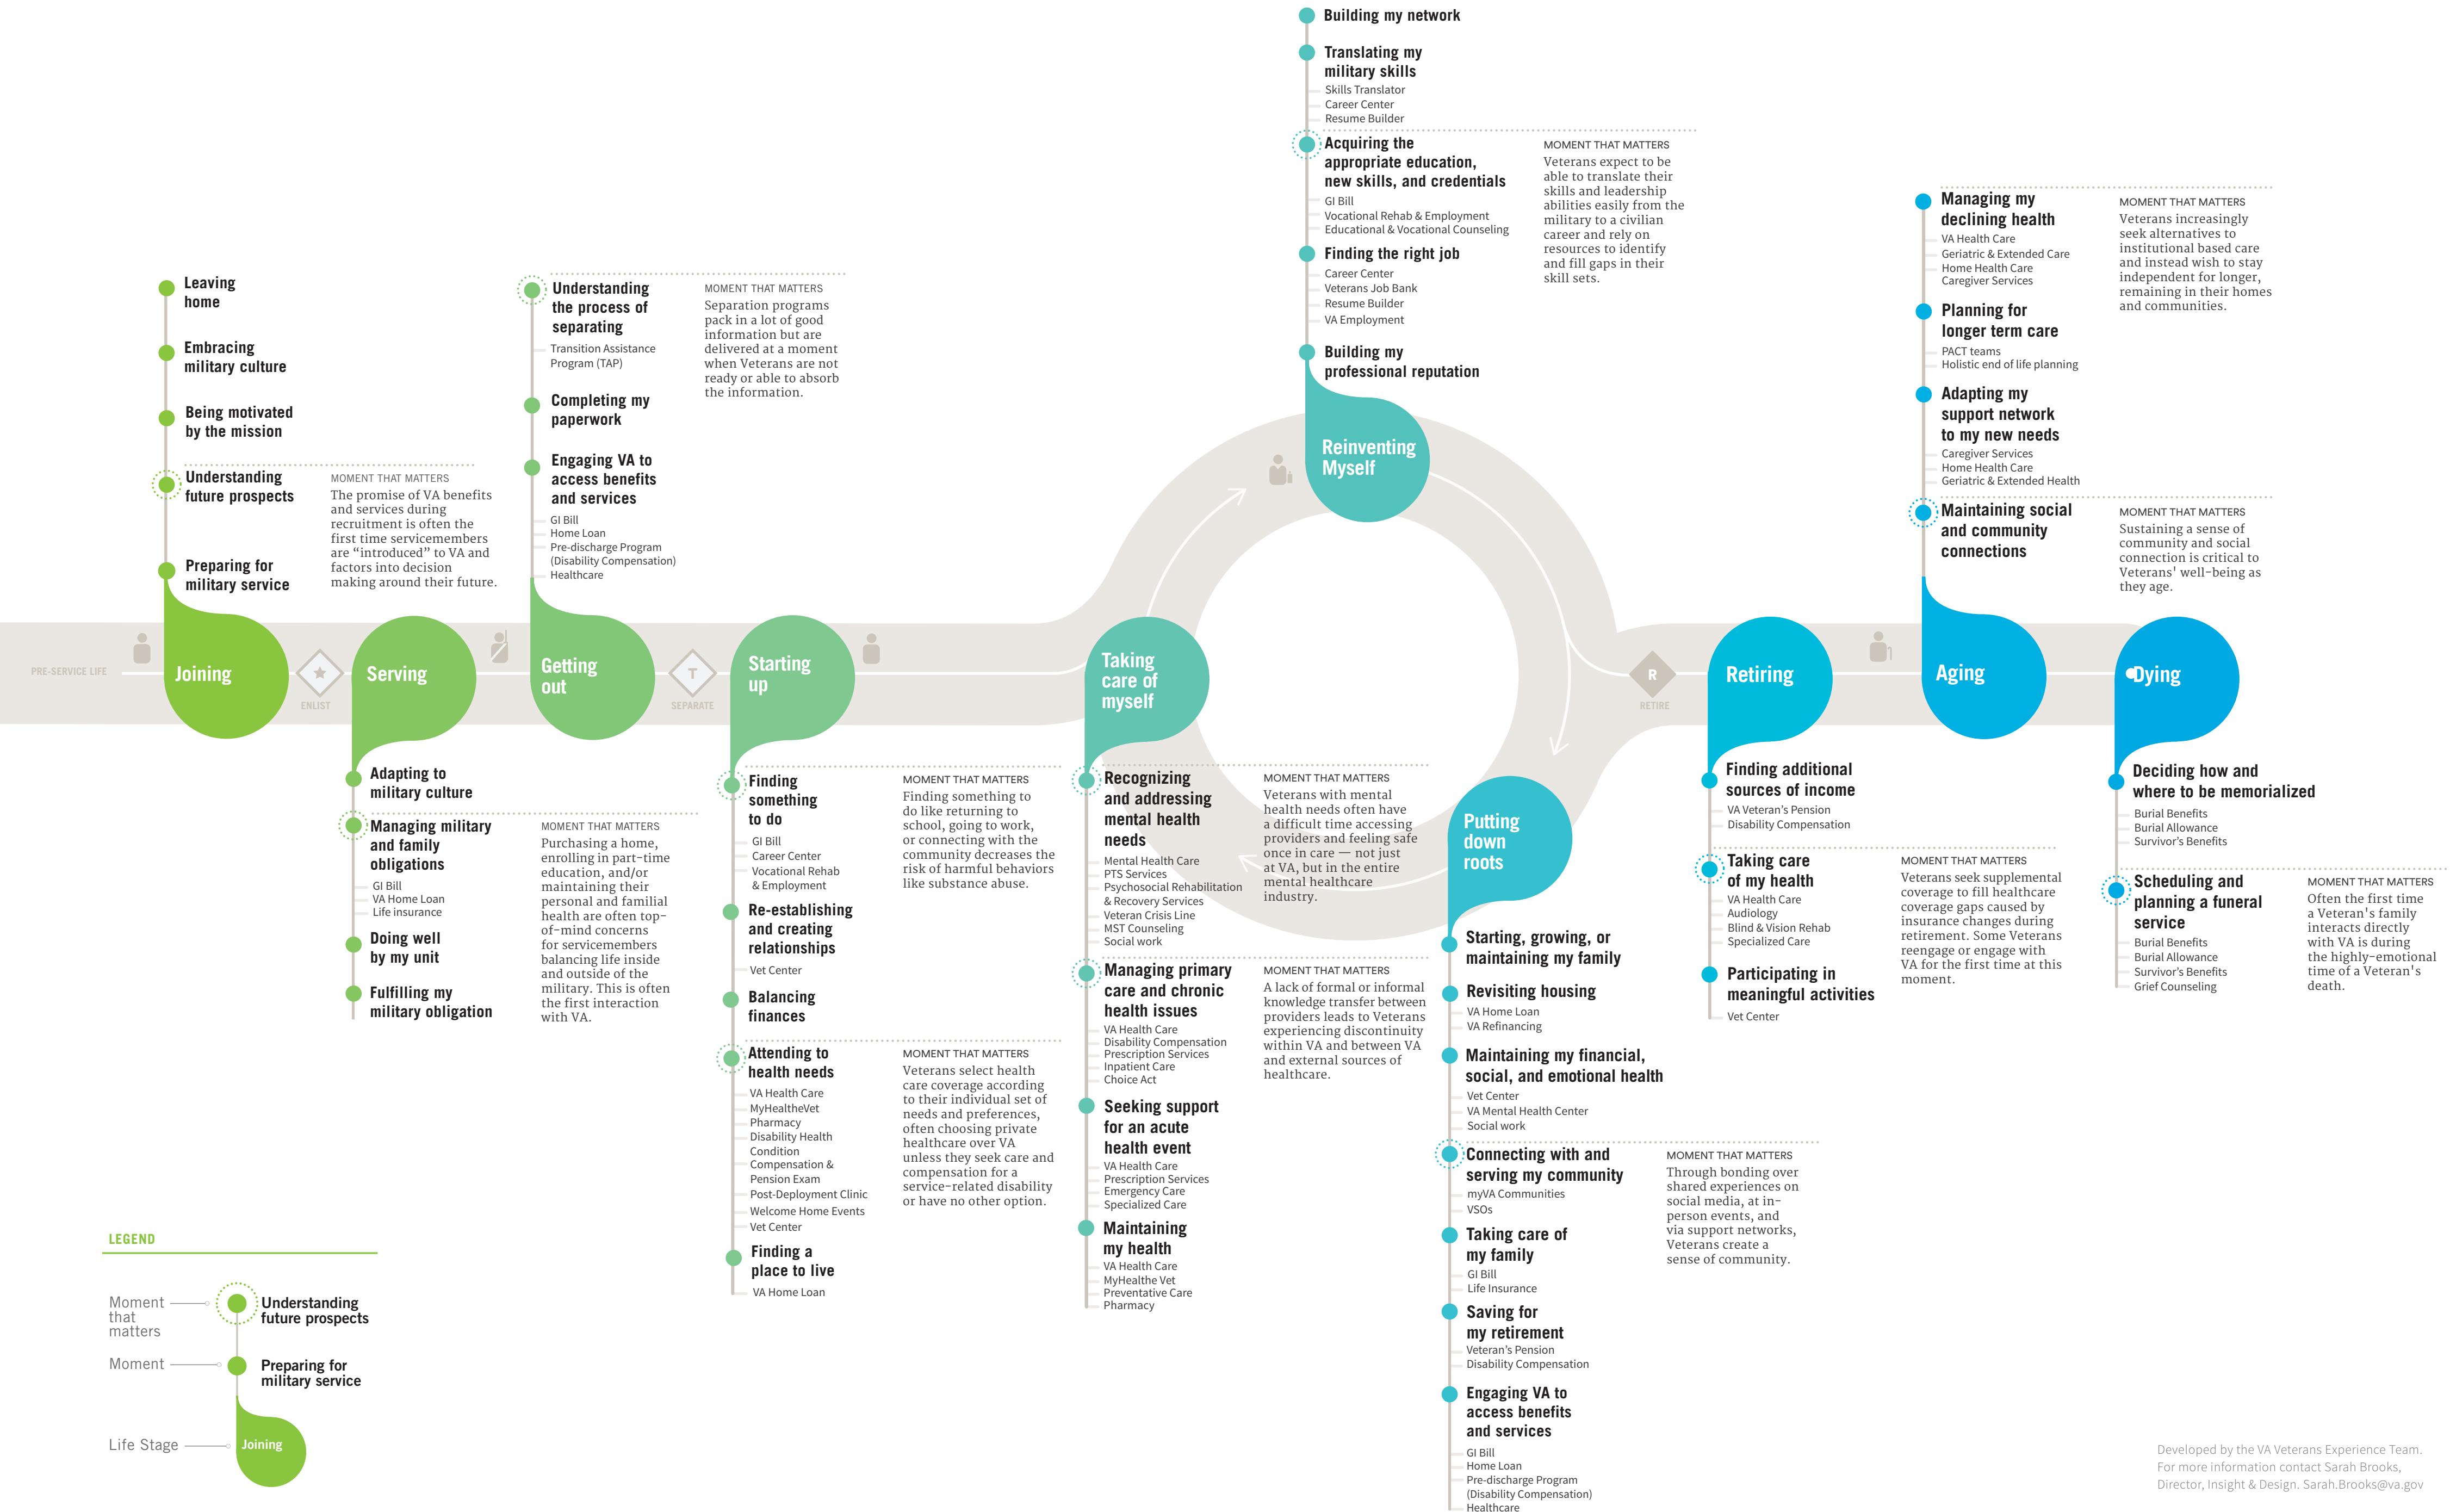 PRE-SERVICE LIFE
Joining
Leaving
home
Embracing
military culture
Being motivated
by the mission
Understanding
future prospects
MOMENT THAT MATTERS
The promise of VA benefits
and services during
recruitment is often the
first time servicemembers
are “introduced” to VA and
factors into decision
making around their future.
Preparing for
military service
ENLIST
Serving
Adapting to
military culture
Managing military
and family
obligations
GI Bill
VA Home Loan
Life insurance
MOMENT THAT MATTERS
Purchasing a home,
enrolling in part-time
education, and/or
maintaining their
personal and familial
health are often top-
of-mind concerns
for servicemembers
balancing life inside
and outside of the
military. This is often
the first interaction
with VA.
Doing well
by my unit
Fulfilling my
military obligation
Getting
out
Understanding
the process of
separating
Transition Assistance
Program (TAP)
MOMENT THAT MATTERS
Separation programs
pack in a lot of good
information but are
delivered at a moment
when Veterans are not
ready or able to absorb
the information.
Completing my
paperwork
Engaging VA to
access benefits
and services
GI Bill
Home Loan
Pre-discharge Program
(Disability Compensation)
Healthcare
T
SEPARATE
Starting
up
Finding
something
to do
GI Bill
Career Center
Vocational Rehab
& Employment
MOMENT THAT MATTERS
Finding something to
do like returning to
school, going to work,
or connecting with the
community decreases the
risk of harmful behaviors
like substance abuse.
Re-establishing
and creating
relationships
Vet Center
Balancing
finances
Attending to
health needs
VA Health Care
MyHealtheVet
Pharmacy
Disability Health
Condition
Compensation &
Pension Exam
Post-Deployment Clinic
Welcome Home Events
Vet Center
MOMENT THAT MATTERS
Veterans select health
care coverage according
to their individual set of
needs and preferences,
often choosing private
healthcare over VA
unless they seek care and
compensation for a
service-related disability
or have no other option.
Finding a
place to live
VA Home Loan
Taking
care of
myself
Recognizing
and addressing
mental health
needs
Mental Health Care
PTS Services
Psychosocial Rehabilitation
& Recovery Services
Veteran Crisis Line
MST Counseling
Social work
MOMENT THAT MATTERS
Veterans with mental
health needs often have
a difficult time accessing
providers and feeling safe
once in care — not just
at VA, but in the entire
mental healthcare
industry.
Managing primary
care and chronic
health issues
VA Health Care
Disability Compensation
Prescription Services
Inpatient Care
Choice Act
MOMENT THAT MATTERS
A lack of formal or informal
knowledge transfer between
providers leads to Veterans
experiencing discontinuity
within VA and between VA
and external sources of
healthcare.
Seeking support
for an acute
health event
VA Health Care
Prescription Services
Emergency Care
Specialized Care
Maintaining
my health
VA Health Care
MyHealthe Vet
Preventative Care
Pharmacy
Building my network
Translating my
military skills
Skills Translator
Career Center
Resume Builder
Acquiring the
appropriate education,
new skills, and credentials
GI Bill
Vocational Rehab & Employment
Educational & Vocational Counseling
MOMENT THAT MATTERS
Veterans expect to be
able to translate their
skills and leadership
abilities easily from the
military to a civilian
career and rely on
resources to identify
and fill gaps in their
skill sets.
Finding the right job
Career Center
Veterans Job Bank
Resume Builder
VA Employment
Building my
professional reputation
Reinventing
Myself
Putting
down
roots
Starting, growing, or
maintaining my family
Revisiting housing
VA Home Loan
VA Refinancing
Maintaining my financial,
social, and emotional health
Vet Center
VA Mental Health Center
Social work
Connecting with and
serving my community
myVA Communities
VSOs
MOMENT THAT MATTERS
Through bonding over
shared experiences on
social media, at in-
person events, and
via support networks,
Veterans create a
sense of community.
Taking care of
my family
GI Bill
Life Insurance
Saving for
my retirement
Veteran’s Pension
Disability Compensation
Engaging VA to
access benefits
and services
GI Bill
Home Loan
Pre-discharge Program
(Disability Compensation)
Healthcare
R
RETIRE
Retiring
Finding additional
sources of income
VA Veteran’s Pension
Disability Compensation
Taking care
of my health
VA Health Care
Audiology
Blind & Vision Rehab
Specialized Care
MOMENT THAT MATTERS
Veterans seek supplemental
coverage to fill healthcare
coverage gaps caused by
insurance changes during
retirement. Some Veterans
reengage or engage with
VA for the first time at this
moment.
Participating in
meaningful activities
Vet Center
Managing my
declining health
VA Health Care
Geriatric & Extended Care
Home Health Care
Caregiver Services
MOMENT THAT MATTERS
Veterans increasingly
seek alternatives to
institutional based care
and instead wish to stay
independent for longer,
remaining in their homes
and communities.
Planning for
longer term care
PACT teams
Holistic end of life planning
Adapting my
support network
to my new needs
Caregiver Services
Home Health Care
Geriatric & Extended Health
Maintaining social
and community
connections
MOMENT THAT MATTERS
Sustaining a sense of
community and social
connection is critical to
Veterans' well-being as
they age.
Aging
Dying
Deciding how and
where to be memorialized
Burial Benefits
Burial Allowance
Survivor’s Benefits
Scheduling and
planning a funeral
service
Burial Benefits
Burial Allowance
Survivor’s Benefits
Grief Counseling
MOMENT THAT MATTERS
Often the first time
a Veteran's family
interacts directly
with VA is during
the highly-emotional
time of a Veteran's
death.
LEGEND
Moment
that
matters
Understanding
future prospects
Moment
Preparing for
military service
Life Stage
Joining
Developed by the VA Veterans Experience Team.
For more information contact Sarah Brooks,
Director, Insight & Design. Sarah.Brooks@va.gov